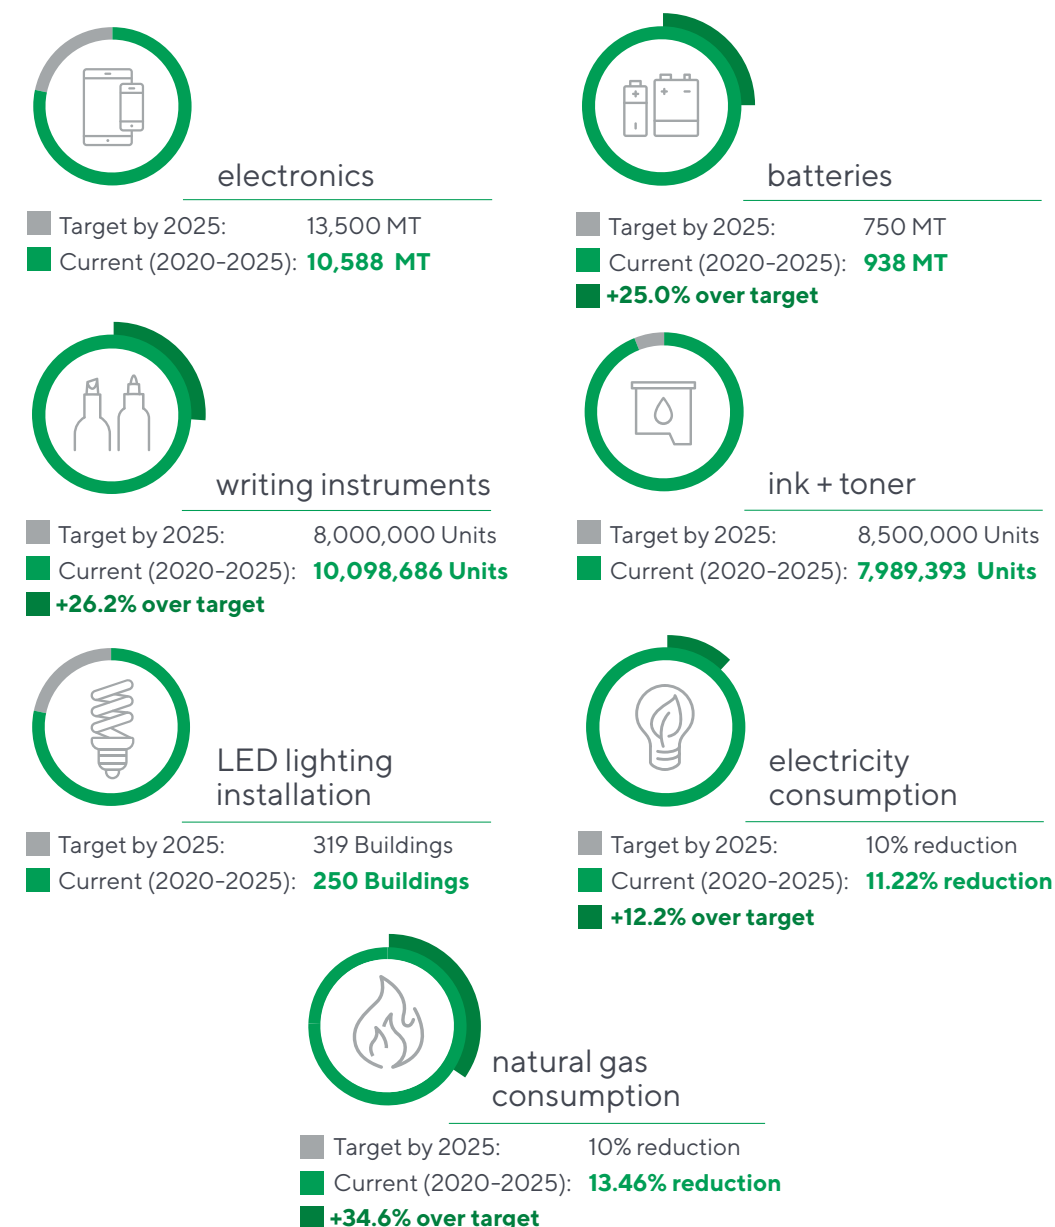 electronics
Target by 2025: 13,500 MT
Current (2020-2025): 10,588 MT
batteries
Target by 2025: 750 MT
Current (2020-2025): 938 MT
+25.0% over target
writing instruments
Target by 2025: 8,000,000 Units
Current (2020-2025): 10,098,686 Units
+26.2% over target
ink + toner
Target by 2025: 8,500,000 Units
Current (2020-2025): 7,989,393 Units
LED lighting
installation
Target by 2025: 319 Buildings
Current (2020-2025): 250 Buildings
electricity
consumption
Target by 2025: 10% reduction
Current (2020-2025): 11.22% reduction
+12.2% over target
natural gas
consumption
Target by 2025: 10% reduction
Current (2020-2025): 13.46% reduction
+34.6% over target